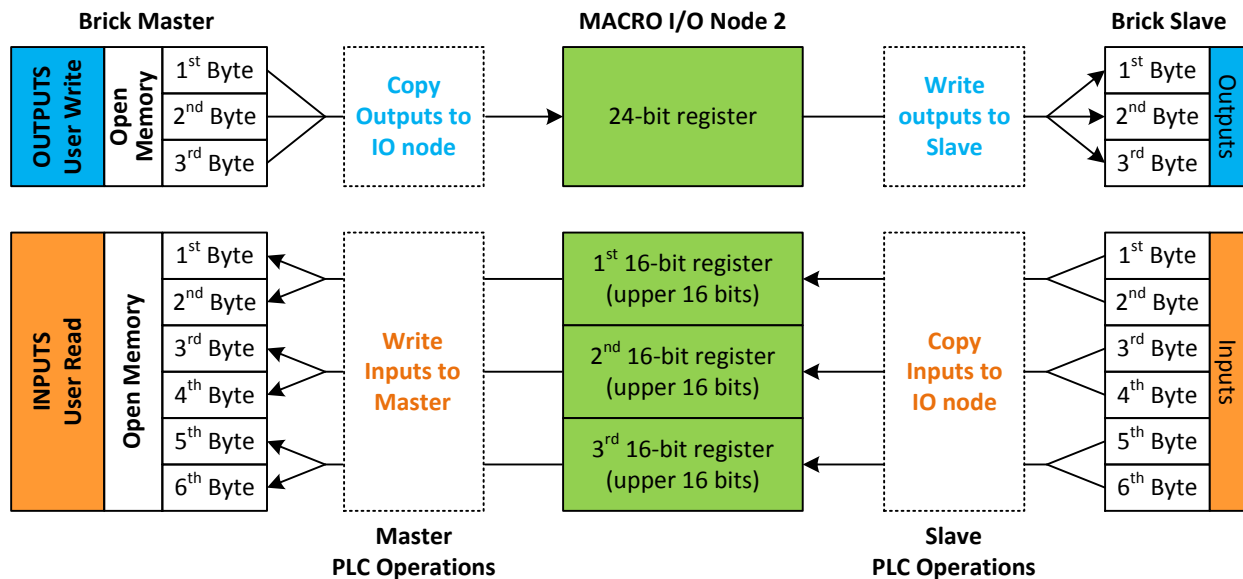 Brick Master
MACRO I/O Node 2
Brick Slave
OUTPUTS
User Write
Open
Memory
1st Byte
2nd Byte
3rd Byte
Copy
Outputs to
IO node
24-bit register
Write
outputs to
Slave
1st Byte
2nd Byte
3rd Byte
Outputs
INPUTS
User Read
Open Memory
1st Byte
2nd Byte
3rd Byte
4th Byte
5th Byte
6th Byte
Write
Inputs to
Master
1st 16-bit register
(upper 16 bits)
2nd 16-bit register
(upper 16 bits)
3rd 16-bit register
(upper 16 bits)
Copy
Inputs to
IO node
1st Byte
2nd Byte
3rd Byte
4th Byte
5th Byte
6th Byte
Inputs
Master
PLC Operations
Slave
PLC Operations